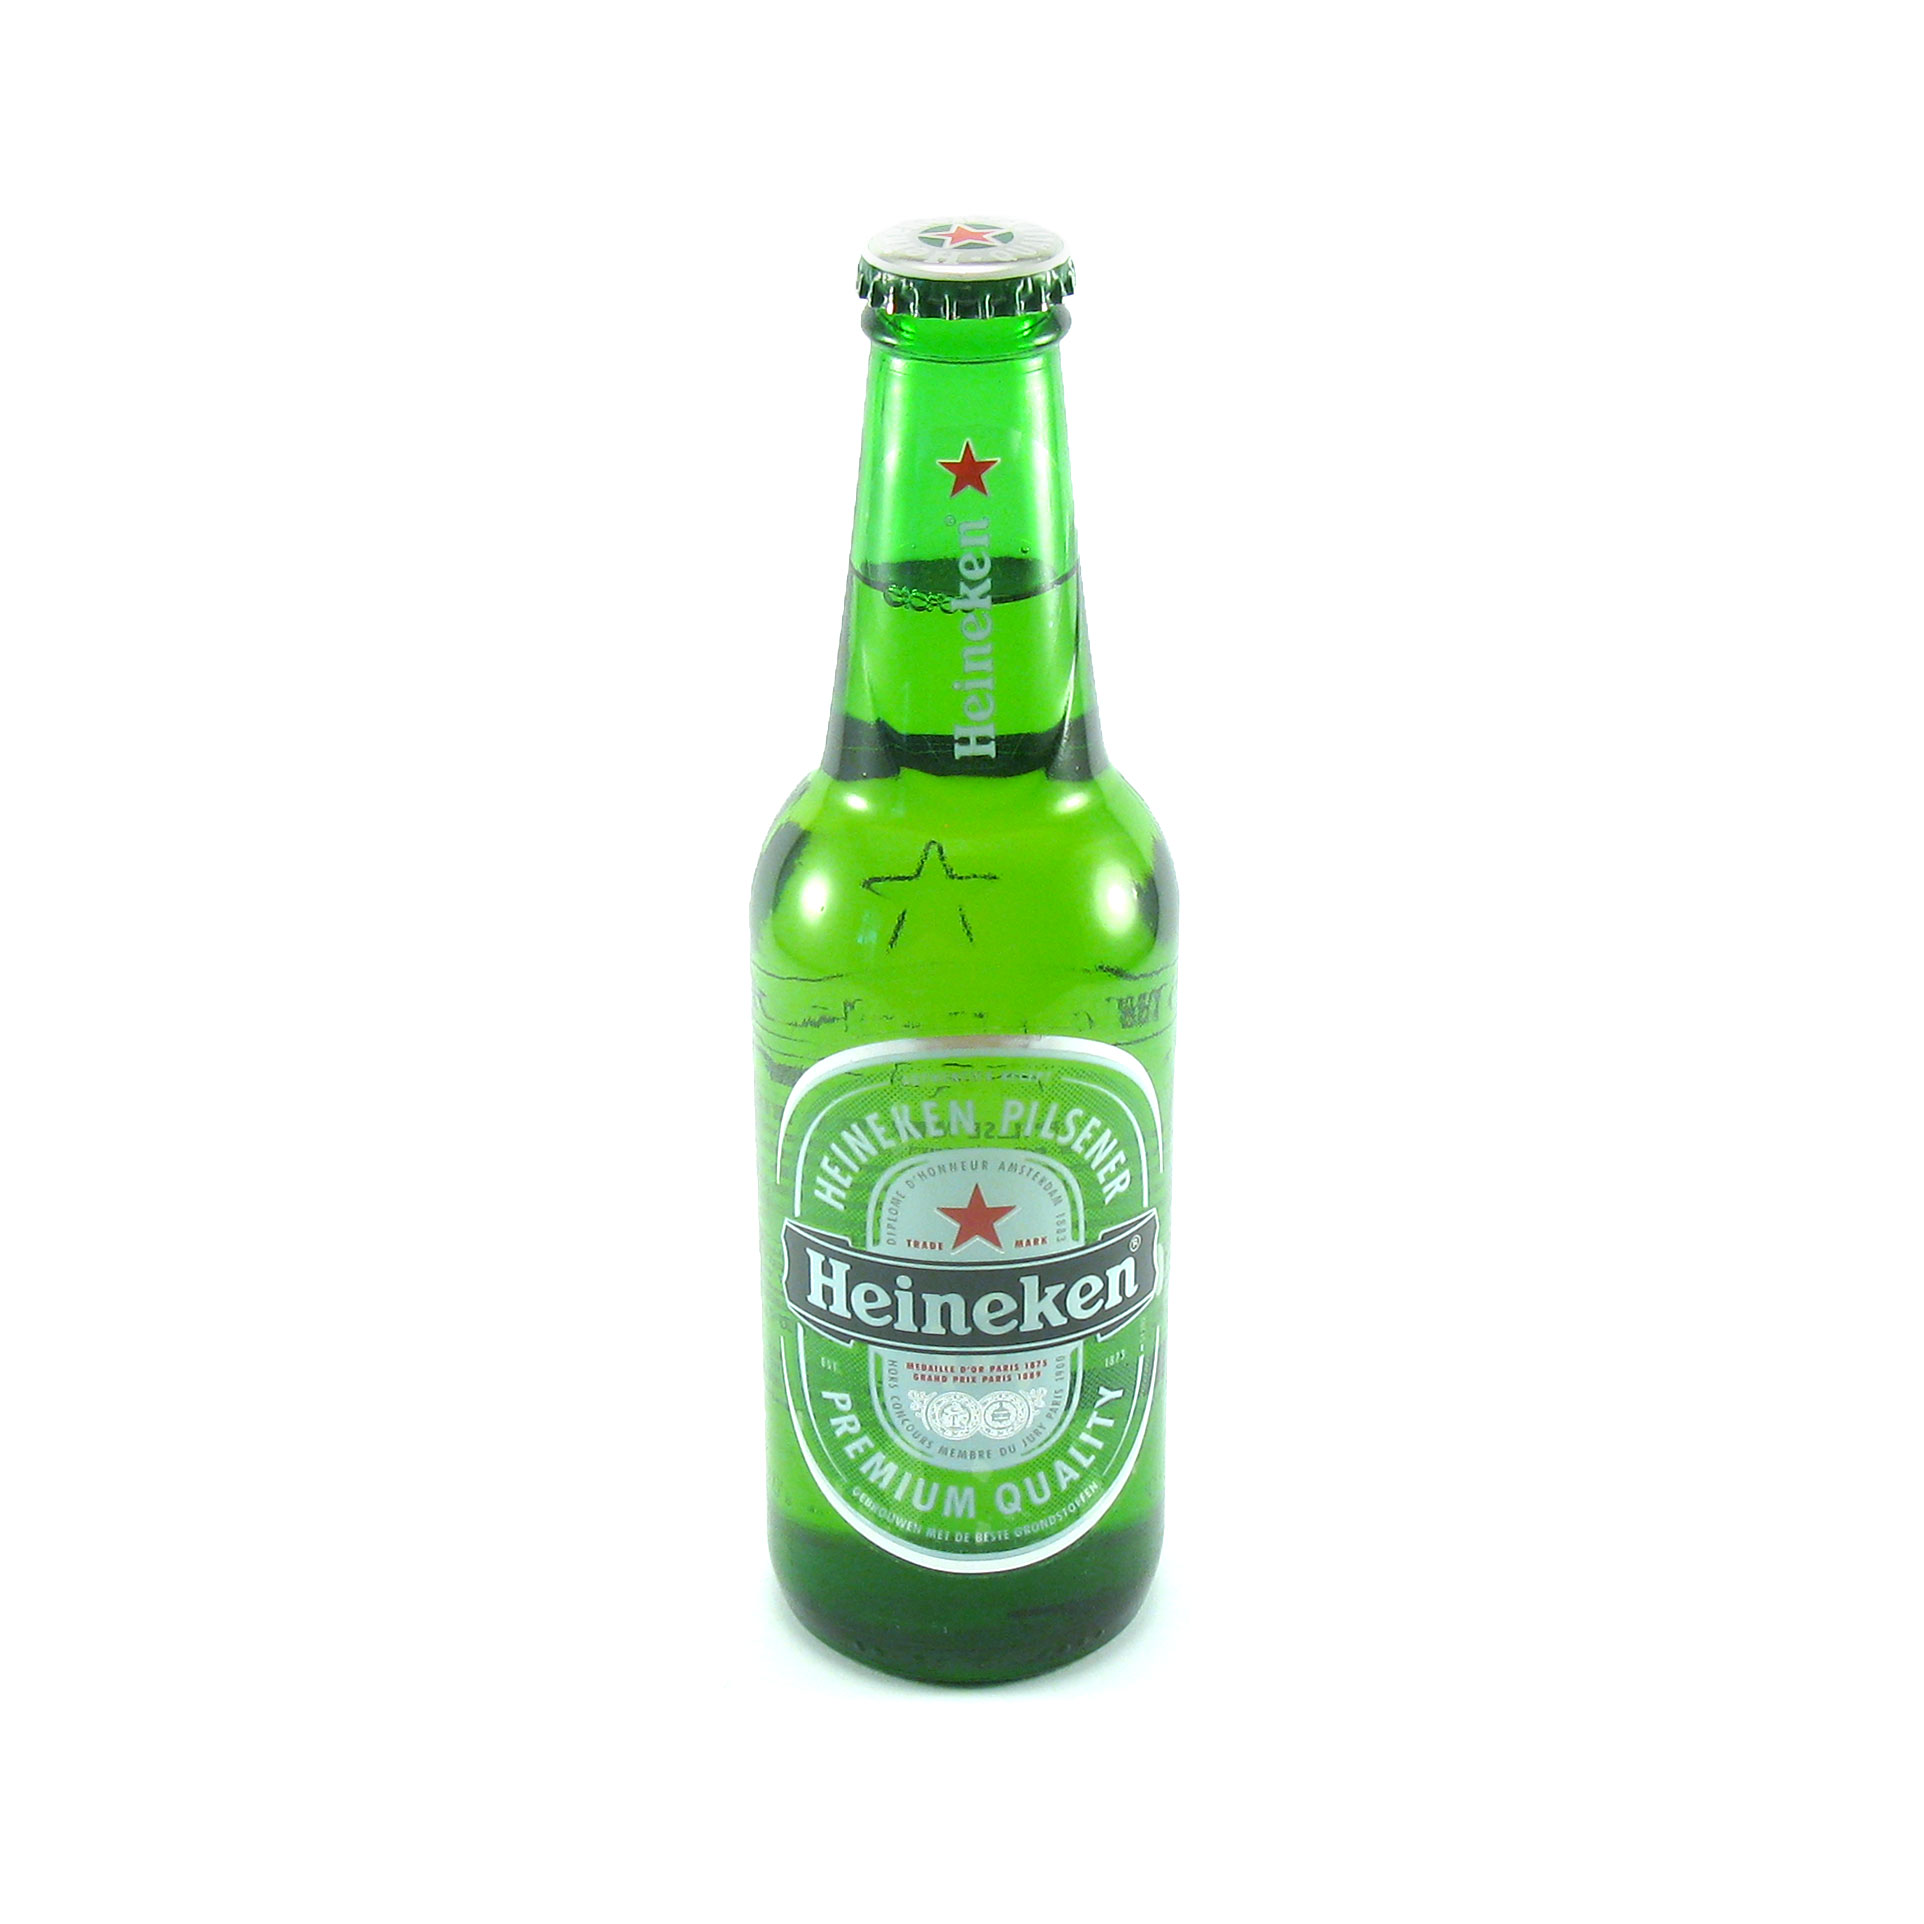 Heineken®
HEINEKEN PILSENER
DIPLOME D'HONNEUR AMSTERDAM 1883
TRADE MARK
Heineken®
EST. 1873
MEDAILLE D'OR PARIS 1875
GRAND PRIX PARIS 1889
HORS CONCOURS MEMBRE DU JURY PARIS 1900
PREMIUM QUALITY
GEBROUWEN MET DE BESTE GRONDSTOFFEN